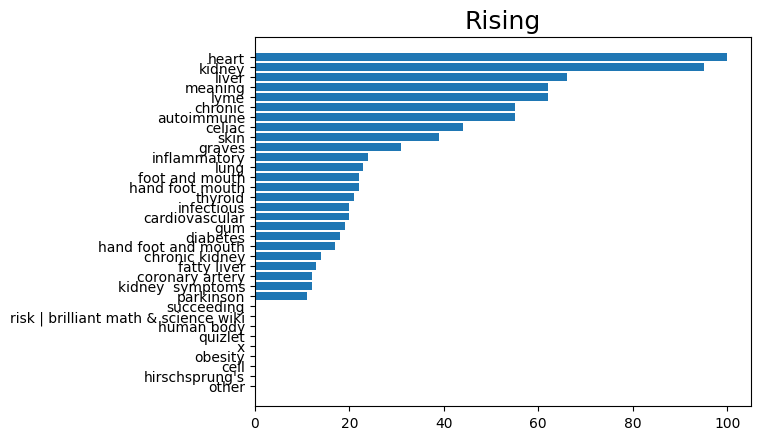 Rising
heart
kidney
liver
meaning
lyme
chronic
autoimmune
celiac
skin
graves
inflammatory
lung
foot and mouth
hand foot mouth
thyroid
infectious
cardiovascular
gum
diabetes
hand foot and mouth
chronic kidney
fatty liver
coronary artery
kidney  symptoms
parkinson
succeeding
risk | brilliant math & science wiki
human body
quizlet
x
obesity
cell
hirschsprung's
other
0 20 40 60 80 100